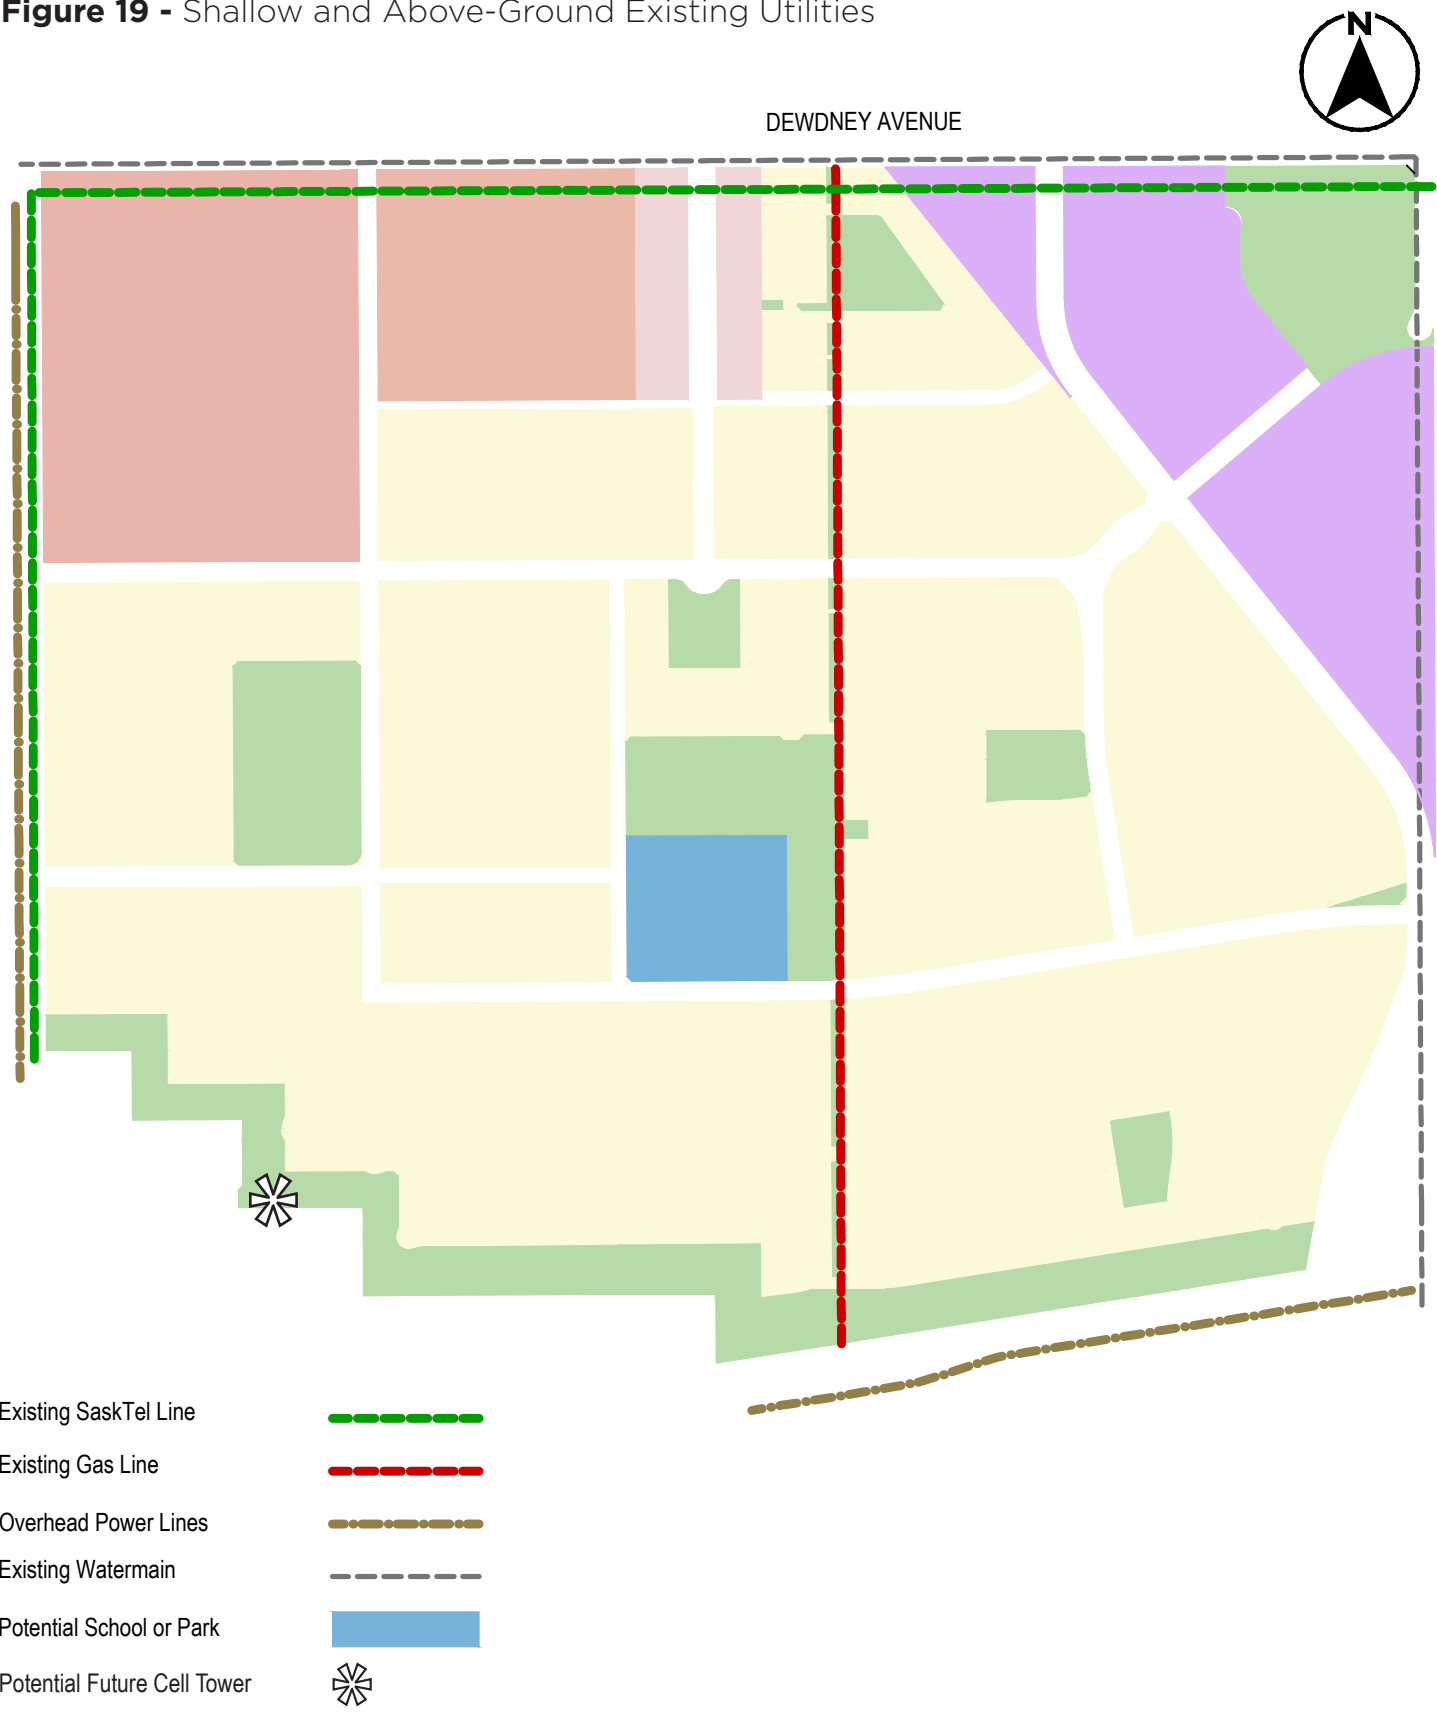 Figure 19 - Shallow and Above-Ground Existing Utilities
N
DEWDNEY AVENUE
Existing SaskTel Line
Existing Gas Line
Overhead Power Lines
Existing Watermain
Potential School or Park
Potential Future Cell Tower